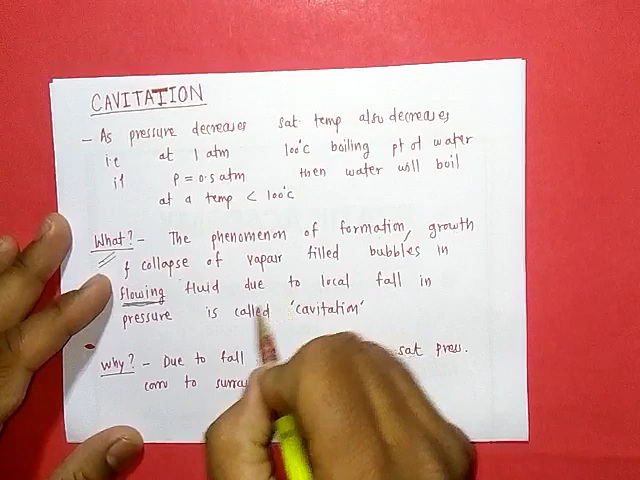 CAVITATION
- As pressure decreases sat. temp also decreases
i.e at 1 atm 100°C boiling pt of water
if P = 0.5 atm then water will boil
at a temp < 100°C
What? - The phenomenon of formation, growth
& collapse of vapour filled bubbles in
flowing fluid due to local fall in
pressure is called 'cavitation'
Why? - Due to fall sat press.
corr to